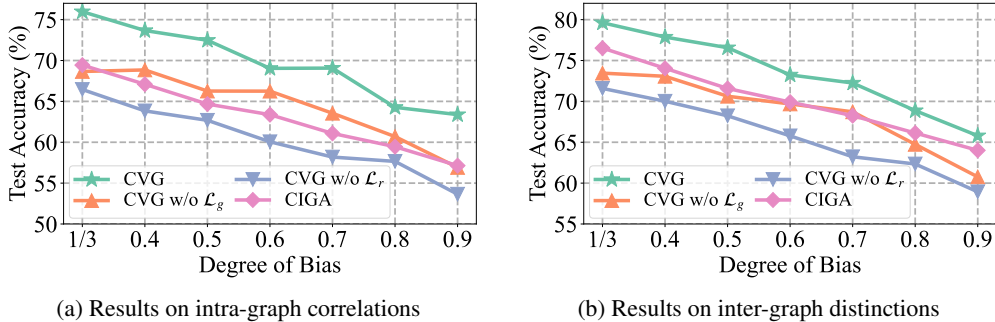 75
70
65
60
55
50
Test Accuracy (%)
CVG
CVG w/o ℒg
CVG w/o ℒr
CIGA
1/3 0.4 0.5 0.6 0.7 0.8 0.9
Degree of Bias
(a) Results on intra-graph correlations
80
75
70
65
60
55
Test Accuracy (%)
CVG
CVG w/o ℒg
CVG w/o ℒr
CIGA
1/3 0.4 0.5 0.6 0.7 0.8 0.9
Degree of Bias
(b) Results on inter-graph distinctions